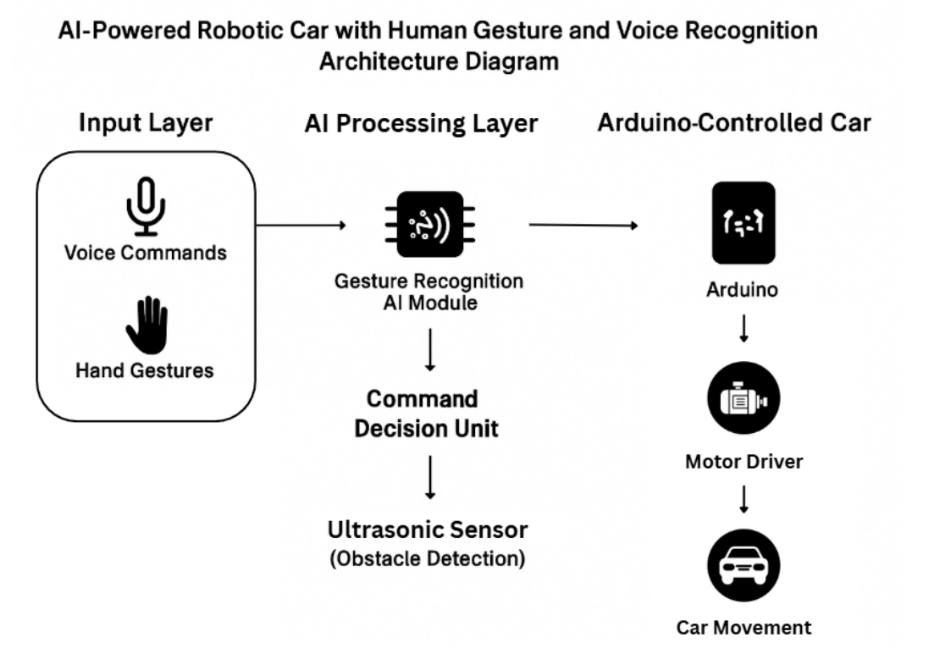 AI-Powered Robotic Car with Human Gesture and Voice Recognition
Architecture Diagram
Input Layer
Voice Commands
Hand Gestures
AI Processing Layer
Gesture Recognition
AI Module
Command
Decision Unit
Ultrasonic Sensor
(Obstacle Detection)
Arduino-Controlled Car
Arduino
Motor Driver
Car Movement